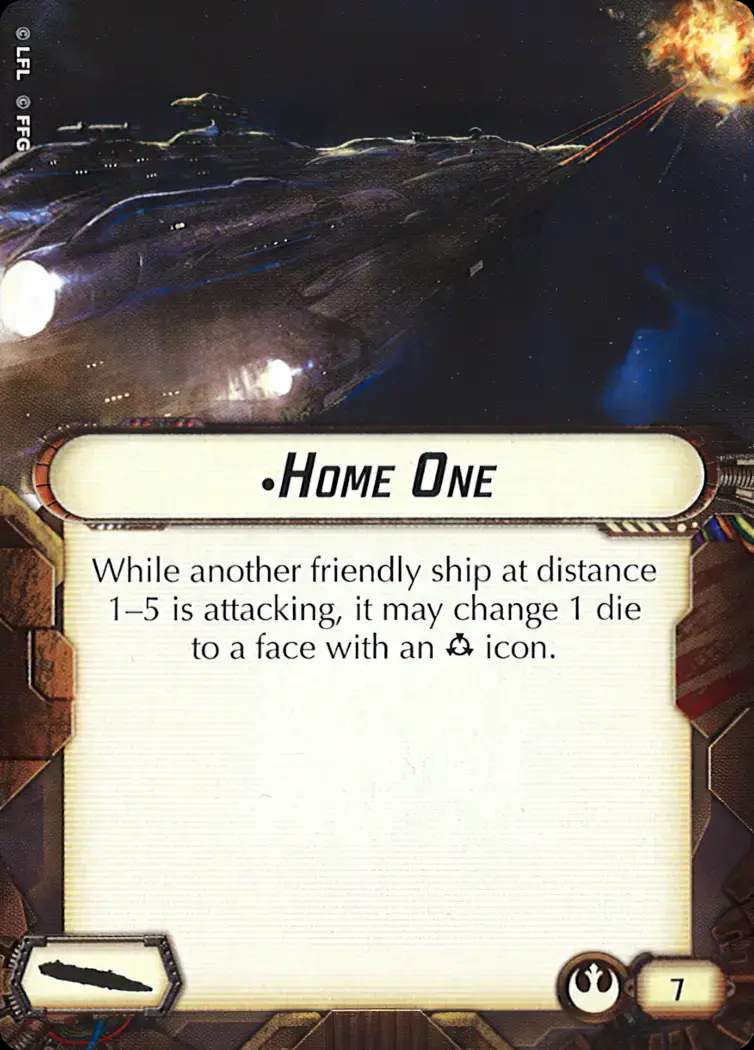 © LFL © FFG
•Home One
While another friendly ship at distance
1–5 is attacking, it may change 1 die
to a face with an icon.
7